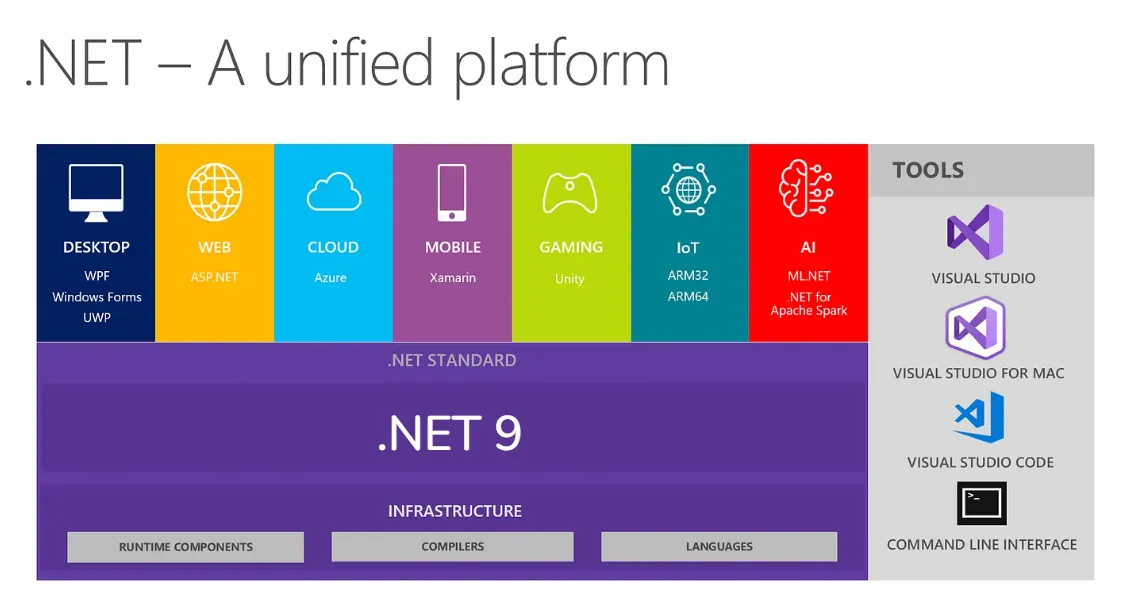 .NET – A unified platform
DESKTOP
WPF
Windows Forms
UWP
WEB
ASP.NET
CLOUD
Azure
MOBILE
Xamarin
GAMING
Unity
IoT
ARM32
ARM64
AI
ML.NET
.NET for
Apache Spark
.NET STANDARD
.NET 9
INFRASTRUCTURE
RUNTIME COMPONENTS
COMPILERS
LANGUAGES
TOOLS
VISUAL STUDIO
VISUAL STUDIO FOR MAC
VISUAL STUDIO CODE
>_
COMMAND LINE INTERFACE